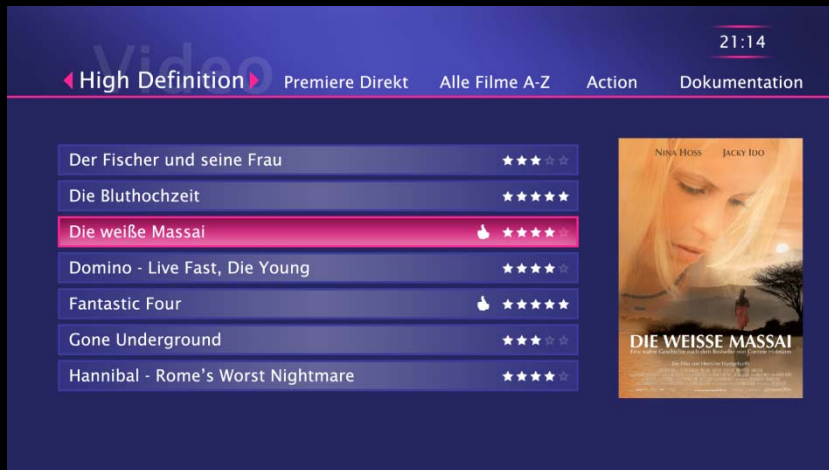 21:14
Video
High Definition Premiere Direkt Alle Filme A-Z Action Dokumentation
Der Fischer und seine Frau
Die Bluthochzeit
Die weiße Massai
Domino - Live Fast, Die Young
Fantastic Four
Gone Underground
Hannibal - Rome's Worst Nightmare
NINA HOSS JACKY IDO
DIE WEISSE MASSAI